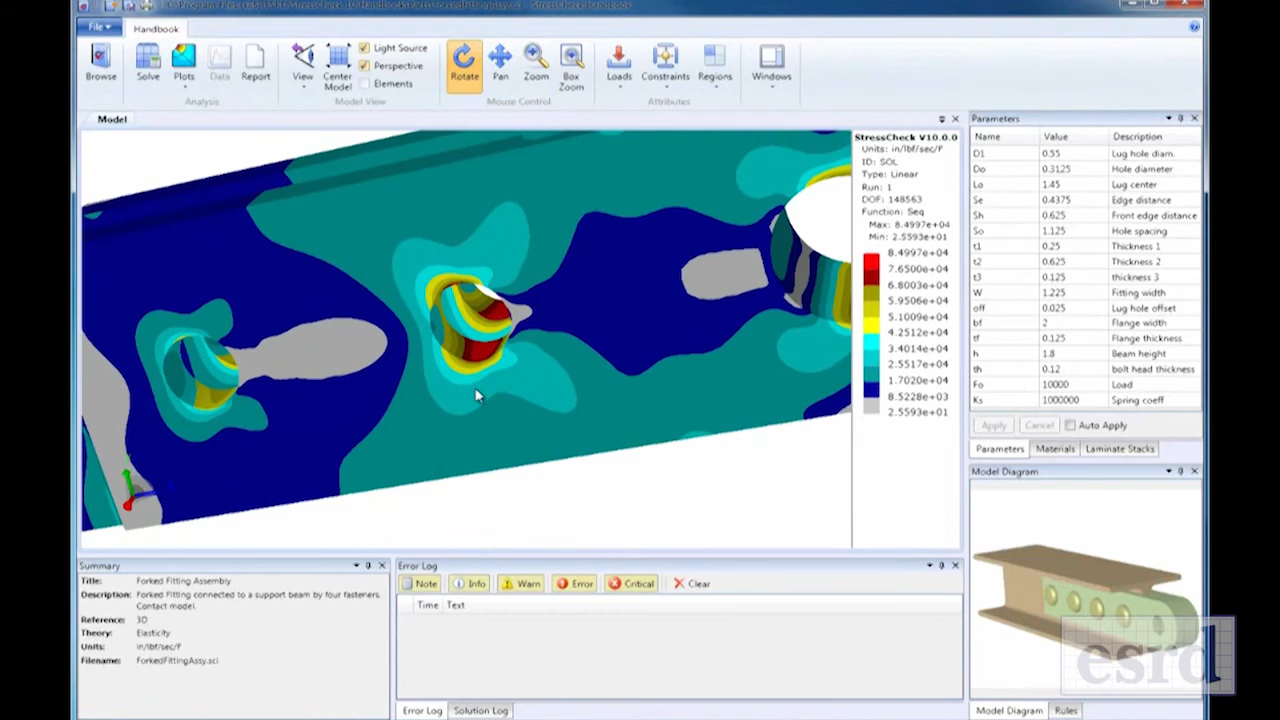 C:\Program Files (x86)\ESRD\StressCheck 10\Handbook\Parts\ForkedFittingAssy.sci - StressCheck Handbook
File
Handbook
Browse
Solve
Plots
Data
Report
View
Center Model
Light Source
Perspective
Elements
Rotate
Pan
Zoom
Box Zoom
Loads
Constraints
Regions
Windows
Analysis
Model View
Mouse Control
Attributes
Model
StressCheck V10.0.0
Units: in/lbf/sec/F
ID: SOL
Type: Linear
Run: 1
DOF: 148563
Function: Seq
Max: 8.4997e+04
Min: 2.5593e+01
8.4997e+04
7.6500e+04
6.8003e+04
5.9506e+04
5.1009e+04
4.2512e+04
3.4014e+04
2.5517e+04
1.7020e+04
8.5228e+03
2.5593e+01
Parameters
Name Value Description
D1 0.55 Lug hole diam.
Do 0.3125 Hole diameter
Lo 1.45 Lug center
Se 0.4375 Edge distance
Sh 0.625 Front edge distance
So 1.125 Hole spacing
t1 0.25 Thickness 1
t2 0.625 Thickness 2
t3 0.125 thickness 3
W 1.225 Fitting width
off 0.025 Lug hole offset
bf 2 Flange width
tf 0.125 Flange thickness
h 1.8 Beam height
th 0.12 bolt head thickness
Fo 10000 Load
Ks 1000000 Spring coeff
Apply Cancel Auto Apply
Parameters Materials Laminate Stacks
Model Diagram
esrd
Model Diagram Rules
Summary
Title: Forked Fitting Assembly
Description: Forked Fitting connected to a support beam by four fasteners.
Contact model.
Reference: 3D
Theory: Elasticity
Units: in/lbf/sec/F
Filename: ForkedFittingAssy.sci
Error Log
Note Info Warn Error Critical Clear
Time Text
Error Log Solution Log